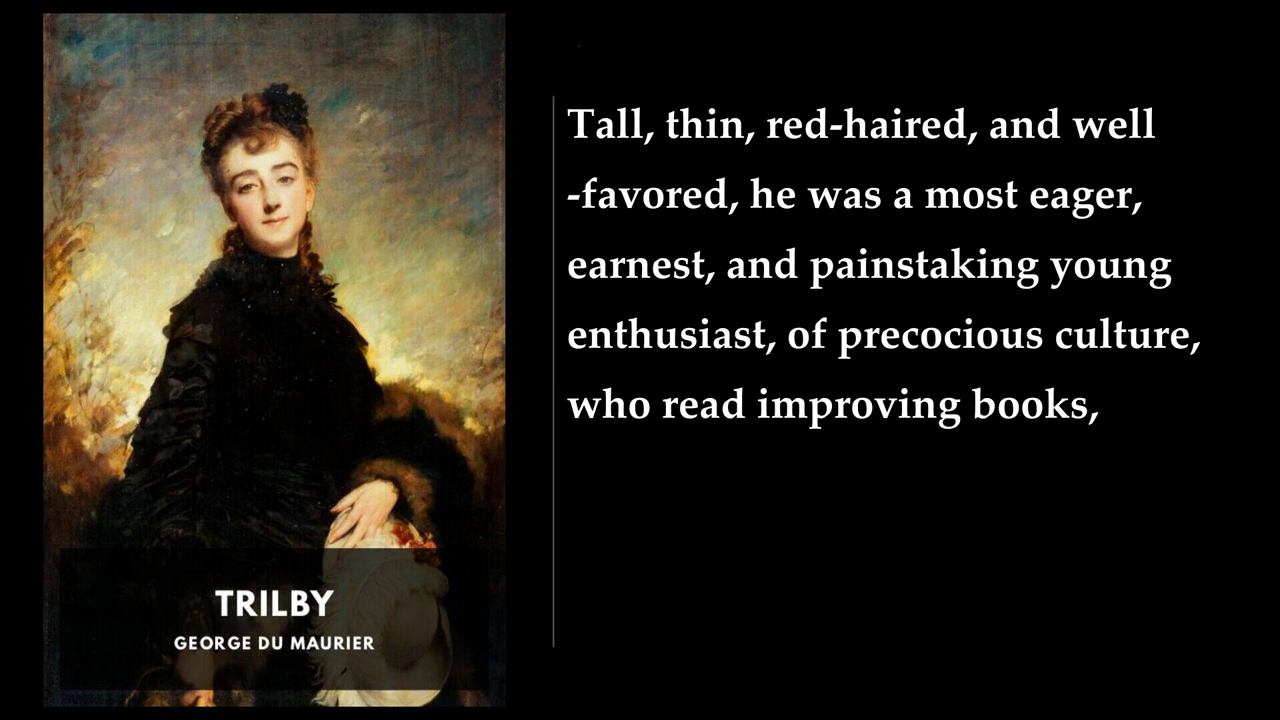 TRILBY
GEORGE DU MAURIER
Tall, thin, red-haired, and well
-favored, he was a most eager,
earnest, and painstaking young
enthusiast, of precocious culture,
who read improving books,